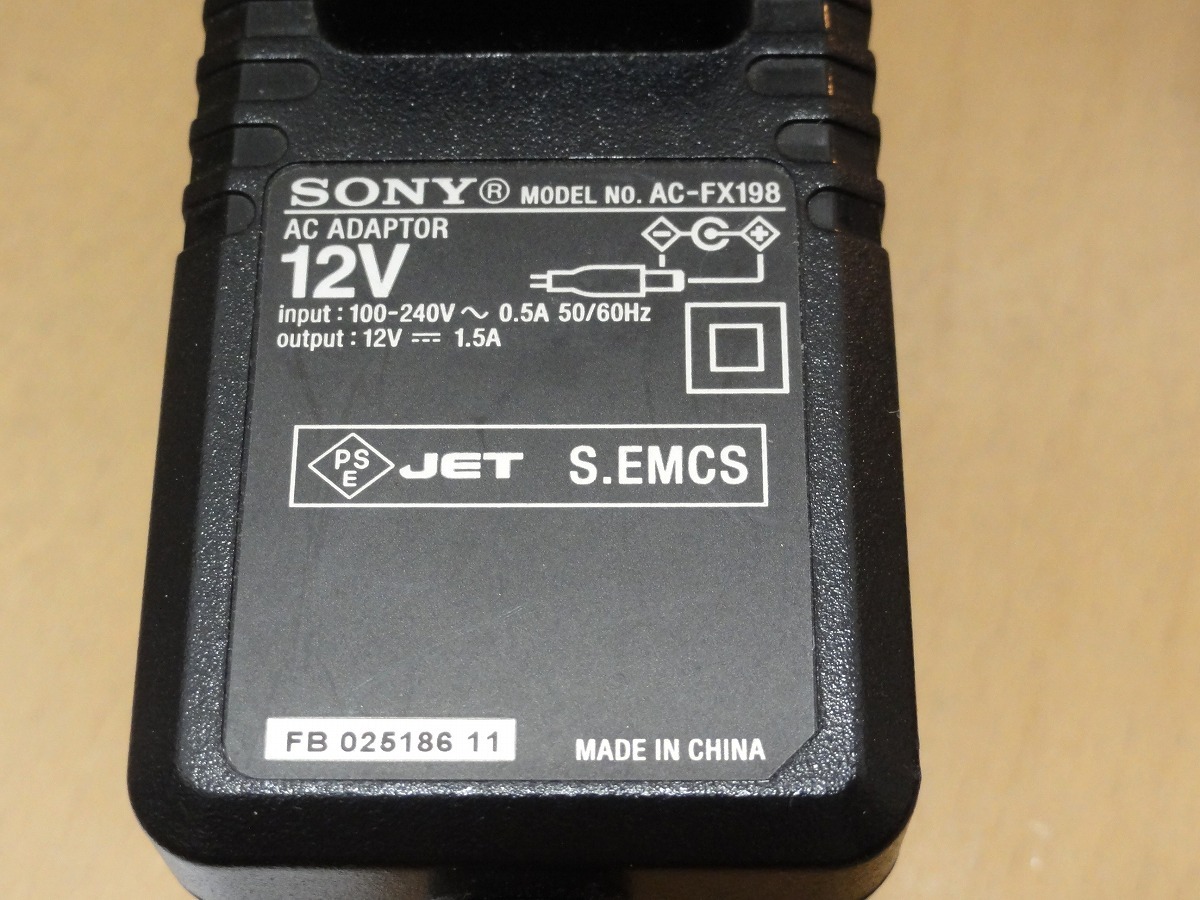 SONY® MODEL NO. AC-FX198
AC ADAPTOR
12V
input : 100-240V ～ 0.5A 50/60Hz
output : 12V ⎓ 1.5A
PS
E
JET S.EMCS
FB 025186 11
MADE IN CHINA